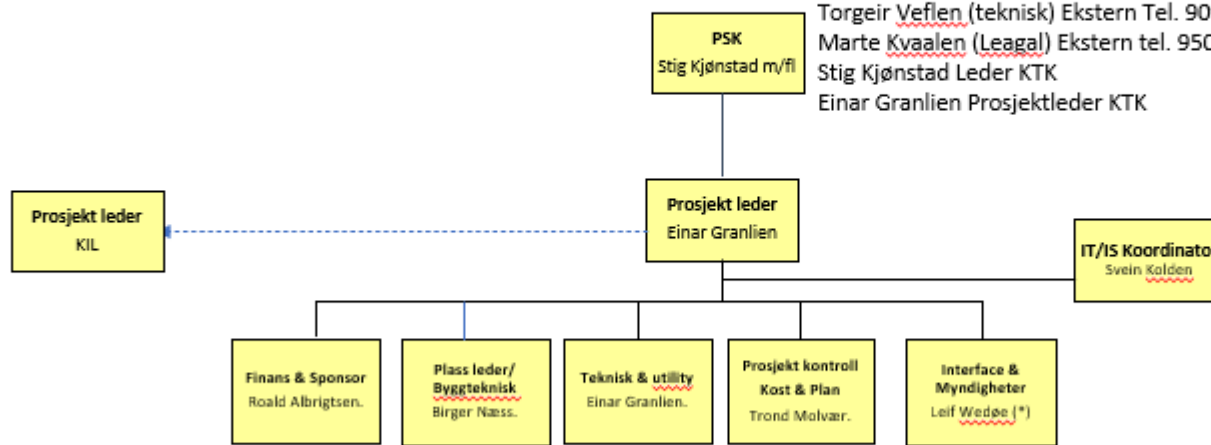 Torgeir Veflen (teknisk) Ekstern Tel. 90
Marte Kvaalen (Leagal) Ekstern tel. 950
Stig Kjønstad Leder KTK
Einar Granlien Prosjektleder KTK
PSK
Stig Kjønstad m/fl
Prosjekt leder
KIL
Prosjekt leder
Einar Granlien
IT/IS Koordinato
Svein Kolden
Finans & Sponsor
Roald Albrigtsen.
Plass leder/
Byggteknisk
Birger Næss.
Teknisk & utility
Einar Granlien.
Prosjekt kontroll
Kost & Plan
Trond Molvær.
Interface &
Myndigheter
Leif Wedøe (*)